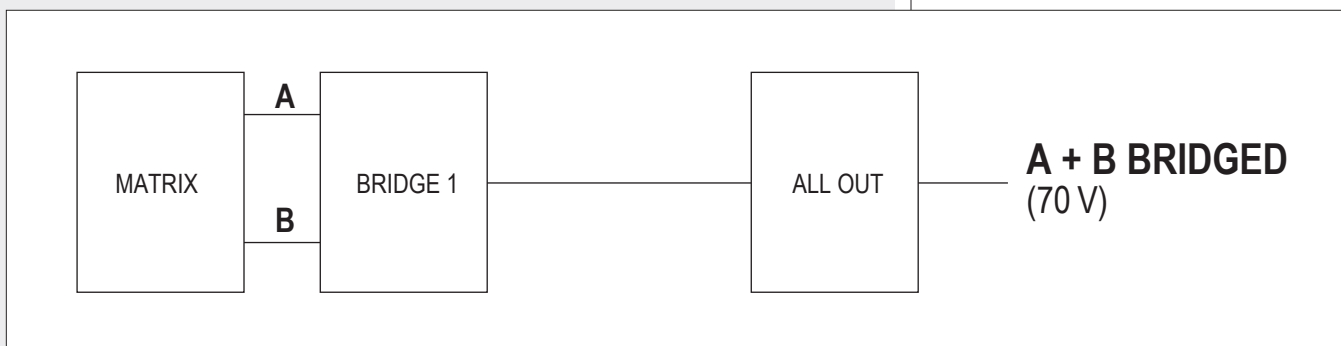 A
MATRIX
BRIDGE 1
B
ALL OUT
A + B BRIDGED
(70 V)